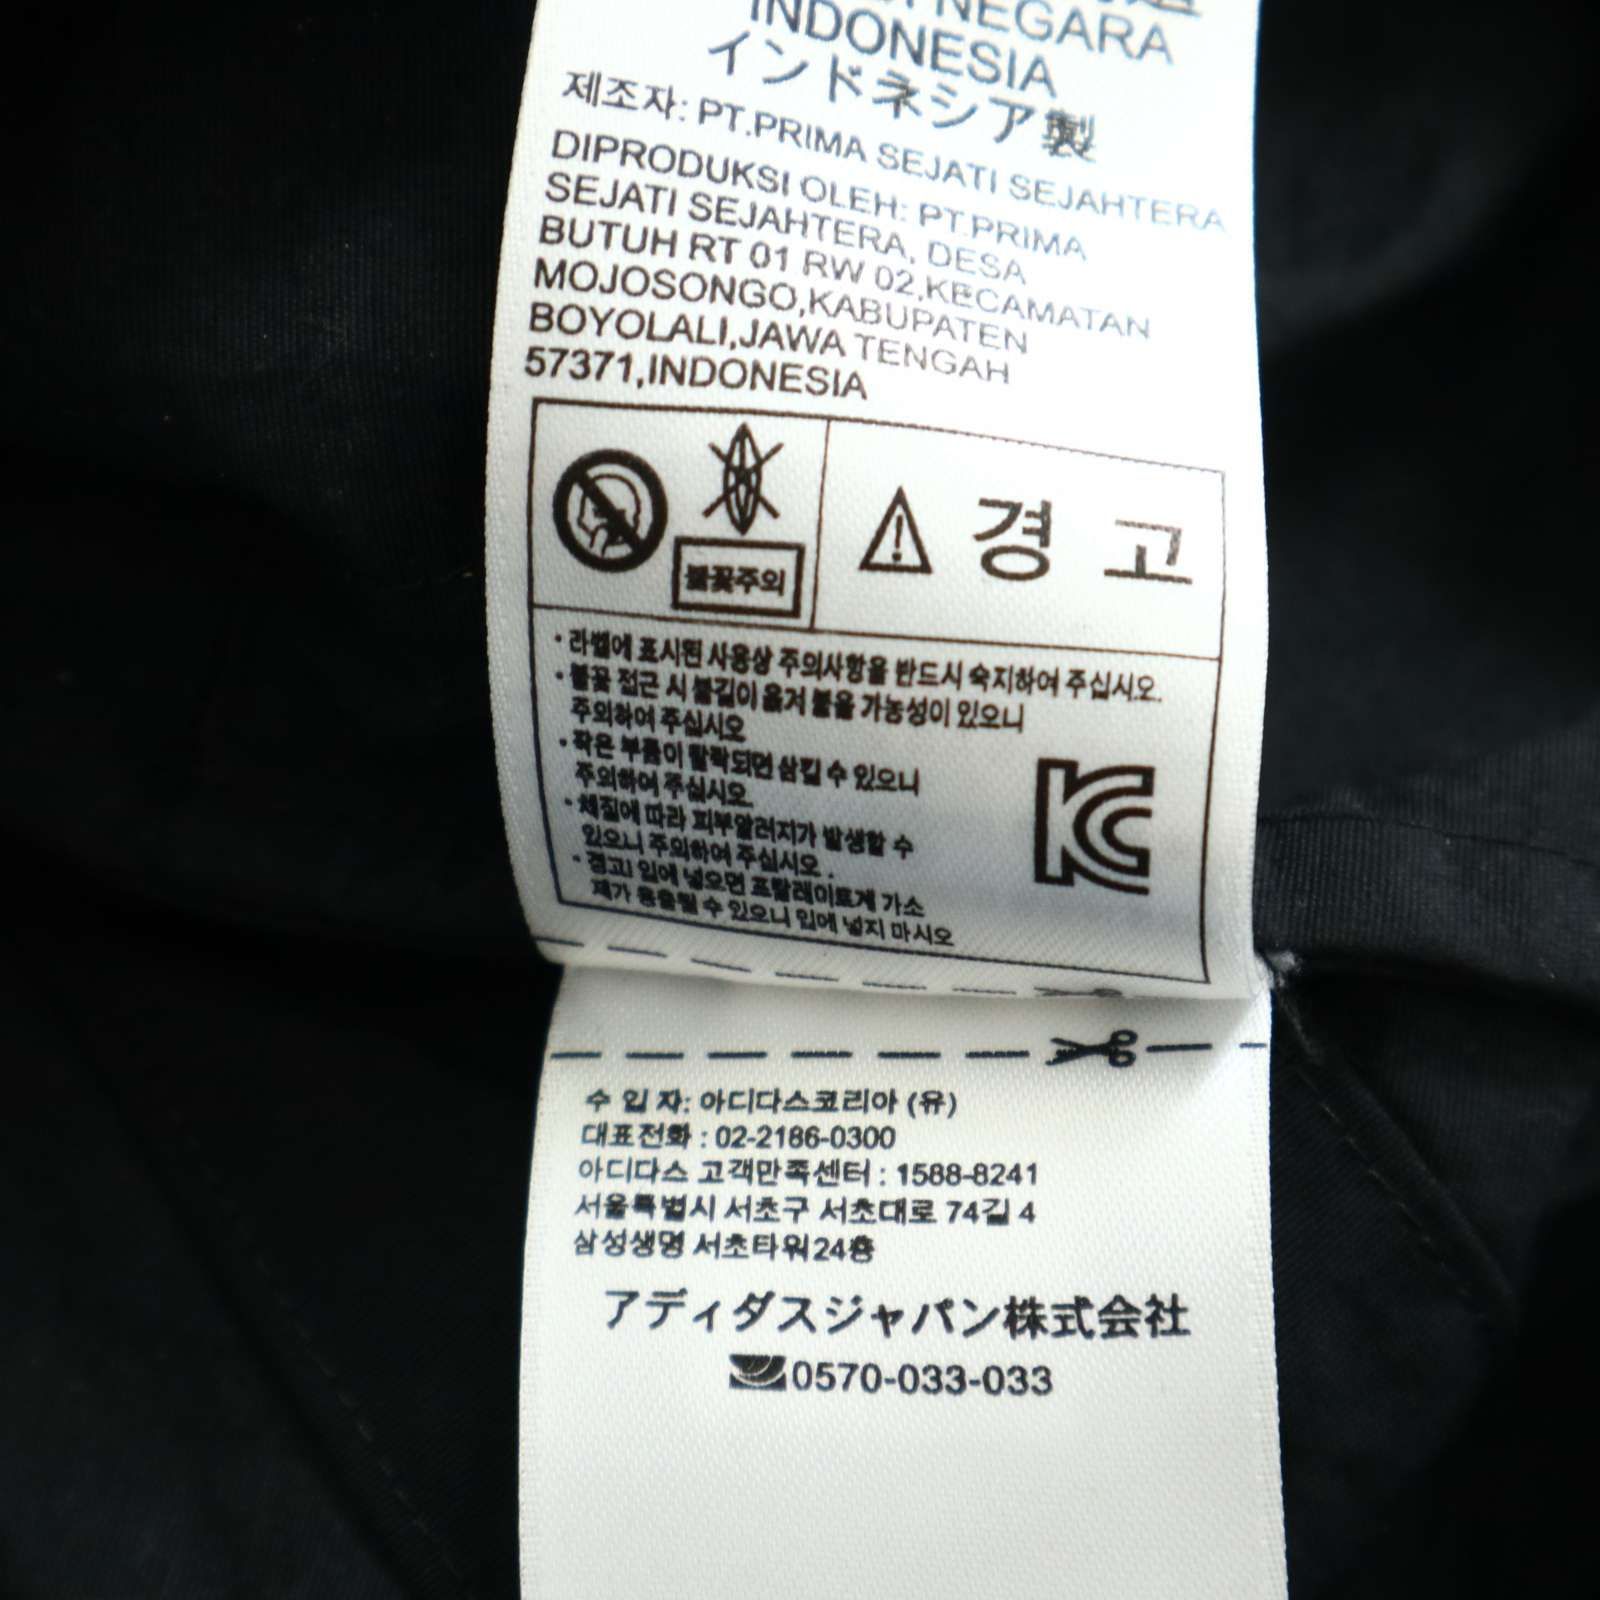 NEGARA
INDONESIA
インドネシア製
제조자: PT.PRIMA SEJATI SEJAHTERA
DIPRODUKSI OLEH: PT.PRIMA
SEJATI SEJAHTERA, DESA
BUTUH RT 01 RW 02,KECAMATAN
MOJOSONGO,KABUPATEN
BOYOLALI,JAWA TENGAH
57371,INDONESIA
불꽃주의
경고
· 라벨에 표시된 사용상 주의사항을 반드시 숙지하여 주십시오.
· 불꽃 접근 시 불길이 옮겨 붙을 가능성이 있으니
주의하여 주십시오
· 작은 부품이 탈락되면 삼킬 수 있으니
주의하여 주십시오.
· 체질에 따라 피부알러지가 발생할 수
있으니 주의하여 주십시오 .
· 경고! 입에 넣으면 프탈레이트계 가소
제가 용출될 수 있으니 입에 넣지 마시오
수 입 자: 아디다스코리아 (유)
대표전화 : 02-2186-0300
아디다스 고객만족센터 : 1588-8241
서울특별시 서초구 서초대로 74길 4
삼성생명 서초타워24층
アディダスジャパン株式会社
0570-033-033